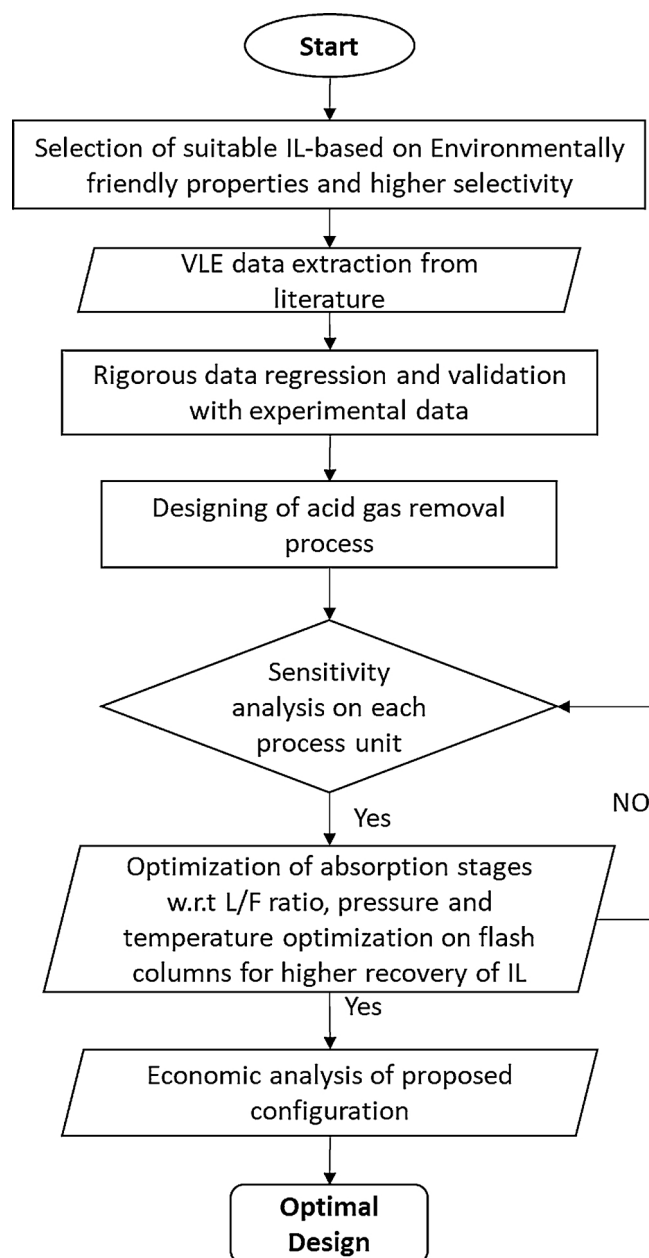 Start
Selection of suitable IL-based on Environmentally
friendly properties and higher selectivity
VLE data extraction from
literature
Rigorous data regression and validation
with experimental data
Designing of acid gas removal
process
Sensitivity
analysis on each
process unit
NO
Yes
Optimization of absorption stages
w.r.t L/F ratio, pressure and
temperature optimization on flash
columns for higher recovery of IL
Yes
Economic analysis of proposed
configuration
Optimal
Design